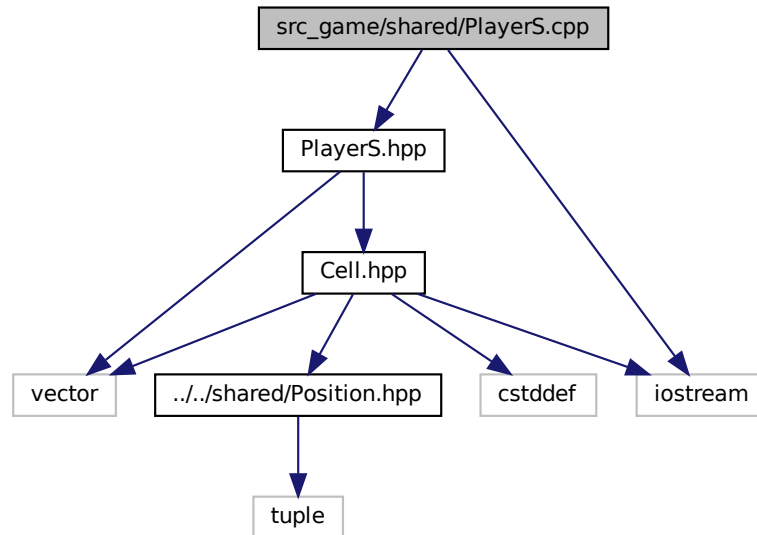 src_game/shared/PlayerS.cpp
PlayerS.hpp
Cell.hpp
vector
../../shared/Position.hpp
cstddef
iostream
tuple